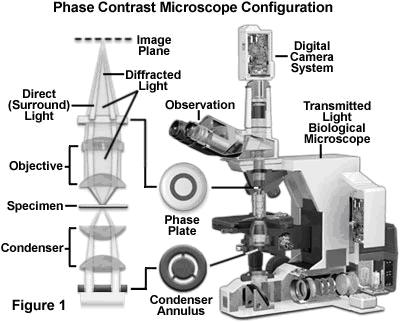 Phase Contrast Microscope Configuration
Image
Plane
Diffracted
Light
Direct
(Surround)
Light
Objective
Specimen
Condenser
Figure 1
Observation
Digital
Camera
System
Transmitted
Light
Biological
Microscope
Phase
Plate
Condenser
Annulus